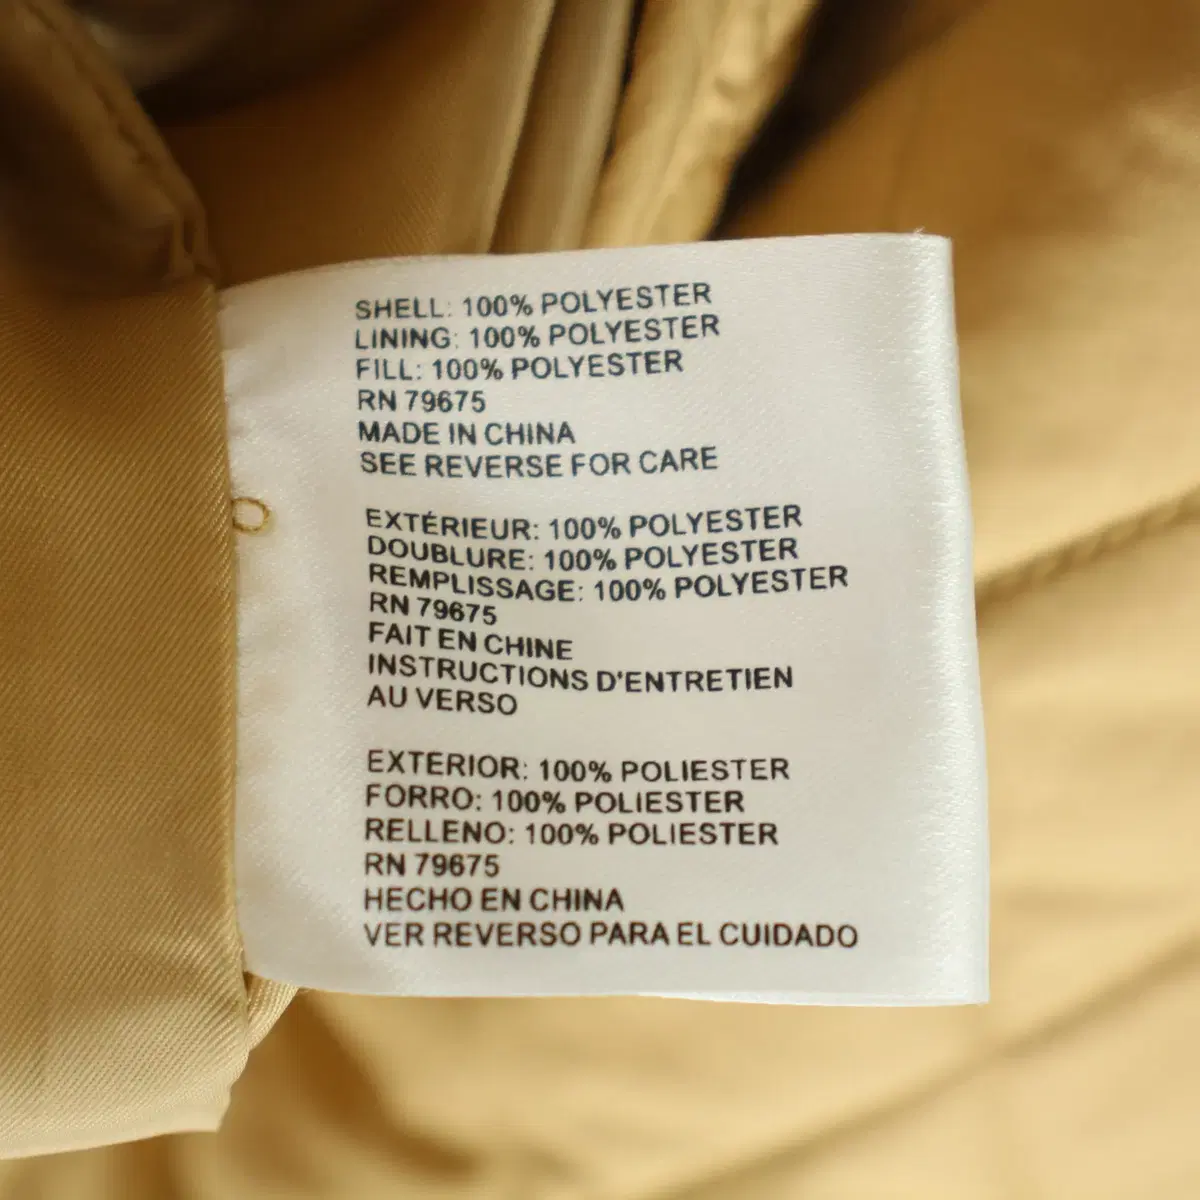 SHELL: 100% POLYESTER
LINING: 100% POLYESTER
FILL: 100% POLYESTER
RN 79675
MADE IN CHINA
SEE REVERSE FOR CARE
EXTÉRIEUR: 100% POLYESTER
DOUBLURE: 100% POLYESTER
REMPLISSAGE: 100% POLYESTER
RN 79675
FAIT EN CHINE
INSTRUCTIONS D'ENTRETIEN
AU VERSO
EXTERIOR: 100% POLIESTER
FORRO: 100% POLIESTER
RELLENO: 100% POLIESTER
RN 79675
HECHO EN CHINA
VER REVERSO PARA EL CUIDADO